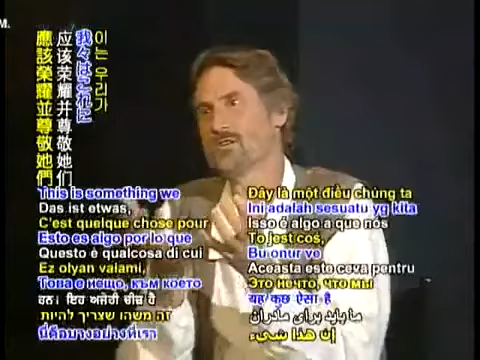 M.
이는 우리가
我々はこれに
应该荣耀并尊敬她们
應該榮耀並尊敬她們
This is something we
Das ist etwas,
C'est quelque chose pour
Esto es algo por lo que
Questo è qualcosa di cui
Ez olyan valami,
Това е нещо, към което
ਹਨ। ਇਹ ਅਜੇਹੀ ਚੀਜ਼ ਹੈ
זה משהו שצריך להיות
นี่คือบางอย่างที่เรา
Đây là một điều chúng ta
Ini adalah sesuatu yg kita
Isso é algo a que nós
To jest coś,
Bu onur ve
Aceasta este ceva pentru
Это нечто, что мы
यह कुछ ऐसा है
ما باید برای مادران
إن هذا شيء